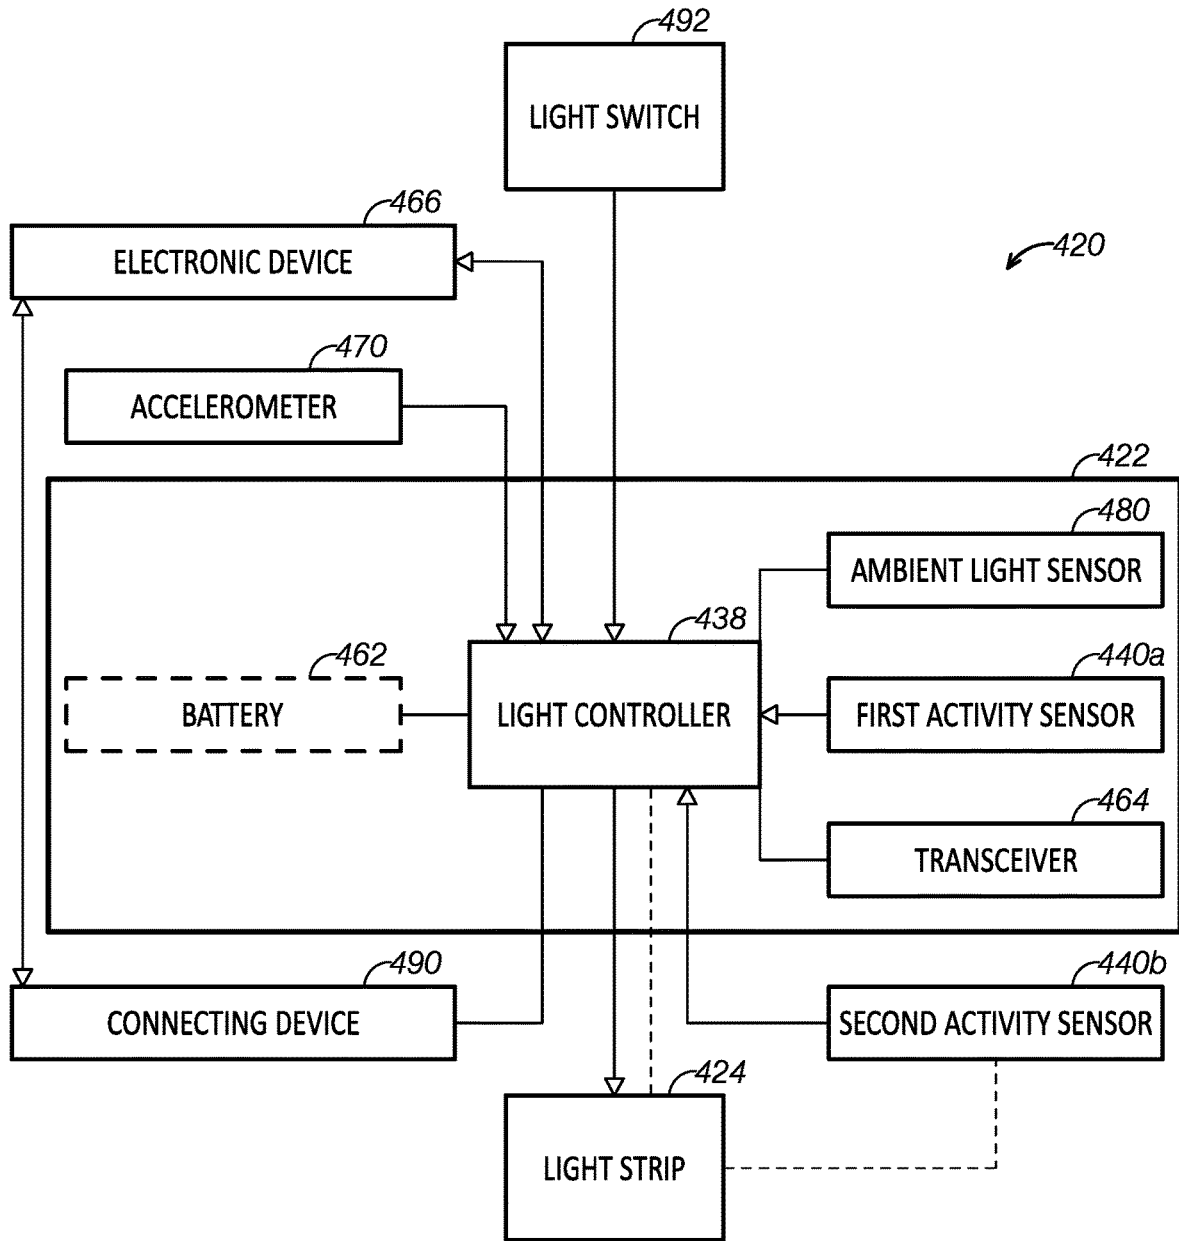 492
LIGHT SWITCH
466
ELECTRONIC DEVICE
420
470
ACCELEROMETER
422
480
AMBIENT LIGHT SENSOR
438
LIGHT CONTROLLER
462
BATTERY
440a
FIRST ACTIVITY SENSOR
464
TRANSCEIVER
490
CONNECTING DEVICE
440b
SECOND ACTIVITY SENSOR
424
LIGHT STRIP